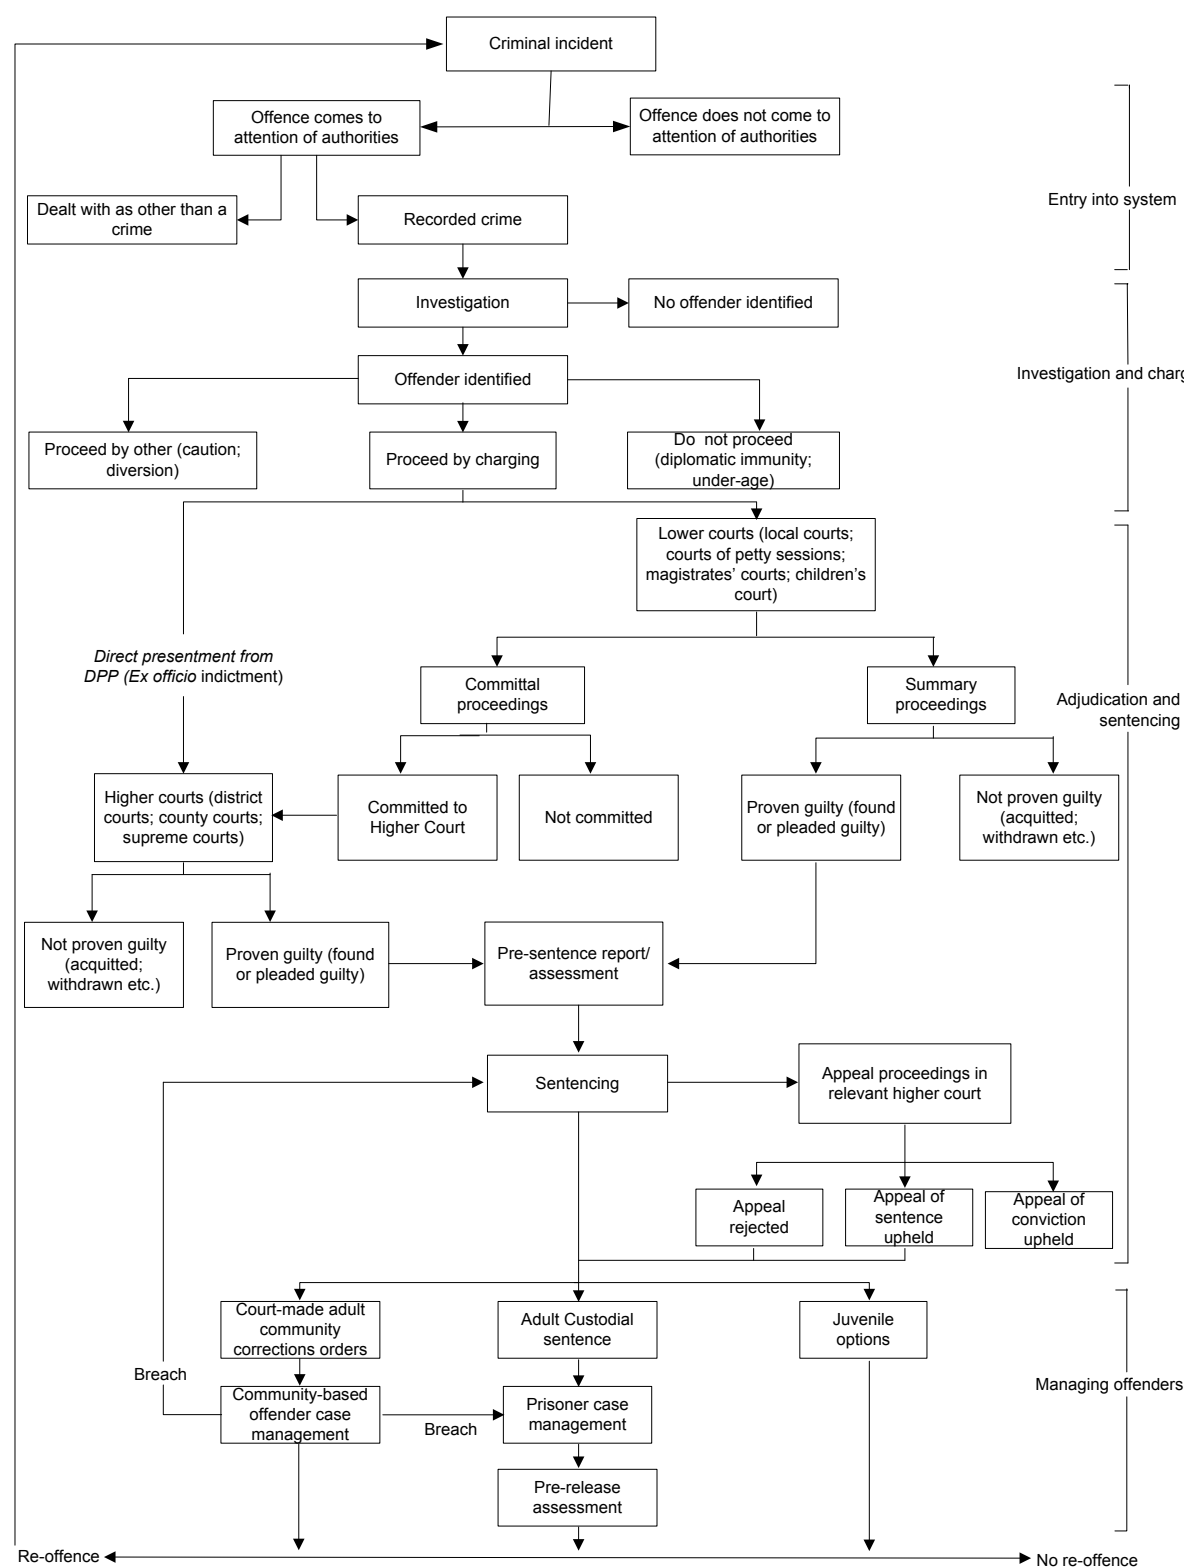 Criminal incident
Offence comes to
attention of authorities
Offence does not come to
attention of authorities
Entry into system
Dealt with as other than a
crime
Recorded crime
Investigation
No offender identified
Investigation and charg
Offender identified
Proceed by other (caution;
diversion)
Proceed by charging
Do not proceed
(diplomatic immunity;
under-age)
Lower courts (local courts;
courts of petty sessions;
magistrates' courts; children's
court)
Direct presentment from
DPP (Ex officio indictment)
Committal
proceedings
Summary
proceedings
Adjudication and
sentencing
Higher courts (district
courts; county courts;
supreme courts)
Committed to
Higher Court
Not committed
Proven guilty (found
or pleaded guilty)
Not proven guilty
(acquitted;
withdrawn etc.)
Not proven guilty
(acquitted;
withdrawn etc.)
Proven guilty (found
or pleaded guilty)
Pre-sentence report/
assessment
Sentencing
Appeal proceedings in
relevant higher court
Appeal
rejected
Appeal of
sentence
upheld
Appeal of
conviction
upheld
Court-made adult
community
corrections orders
Adult Custodial
sentence
Juvenile
options
Breach
Managing offenders
Community-based
offender case
management
Breach
Prisoner case
management
Pre-release
assessment
Re-offence
No re-offence